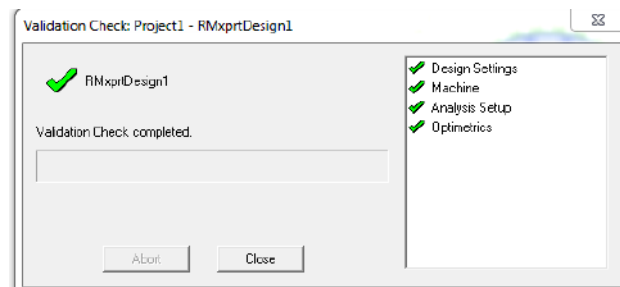 Validation Check: Project1 - RMxprtDesign1
RMxprtDesign1
Validation Check completed.
Abort
Close
Design Settings
Machine
Analysis Setup
Optimetrics